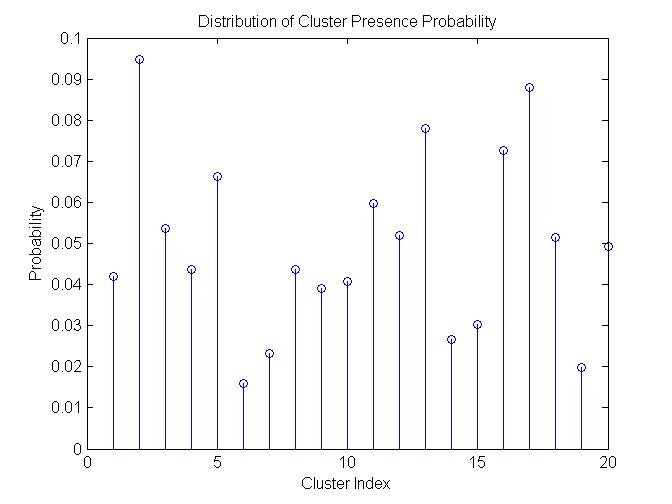 Distribution of Cluster Presence Probability
0.1
0.09
0.08
0.07
0.06
0.05
0.04
0.03
0.02
0.01
0
Probability
0 5 10 15 20
Cluster Index